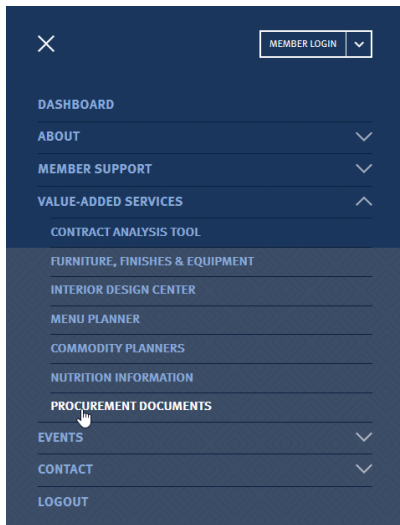 MEMBER LOGIN
DASHBOARD
ABOUT
MEMBER SUPPORT
VALUE-ADDED SERVICES
CONTRACT ANALYSIS TOOL
FURNITURE, FINISHES & EQUIPMENT
INTERIOR DESIGN CENTER
MENU PLANNER
COMMODITY PLANNERS
NUTRITION INFORMATION
PROCUREMENT DOCUMENTS
EVENTS
CONTACT
LOGOUT